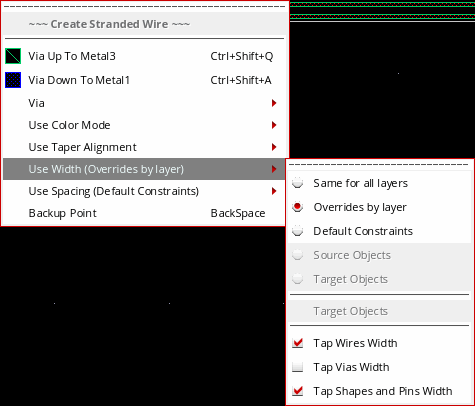 ~~~ Create Stranded Wire ~~~
Via Up To Metal3 Ctrl+Shift+Q
Via Down To Metal1 Ctrl+Shift+A
Via
Use Color Mode
Use Taper Alignment
Use Width (Overrides by layer)
Use Spacing (Default Constraints)
Backup Point BackSpace
Same for all layers
Overrides by layer
Default Constraints
Source Objects
Target Objects
Target Objects
Tap Wires Width
Tap Vias Width
Tap Shapes and Pins Width